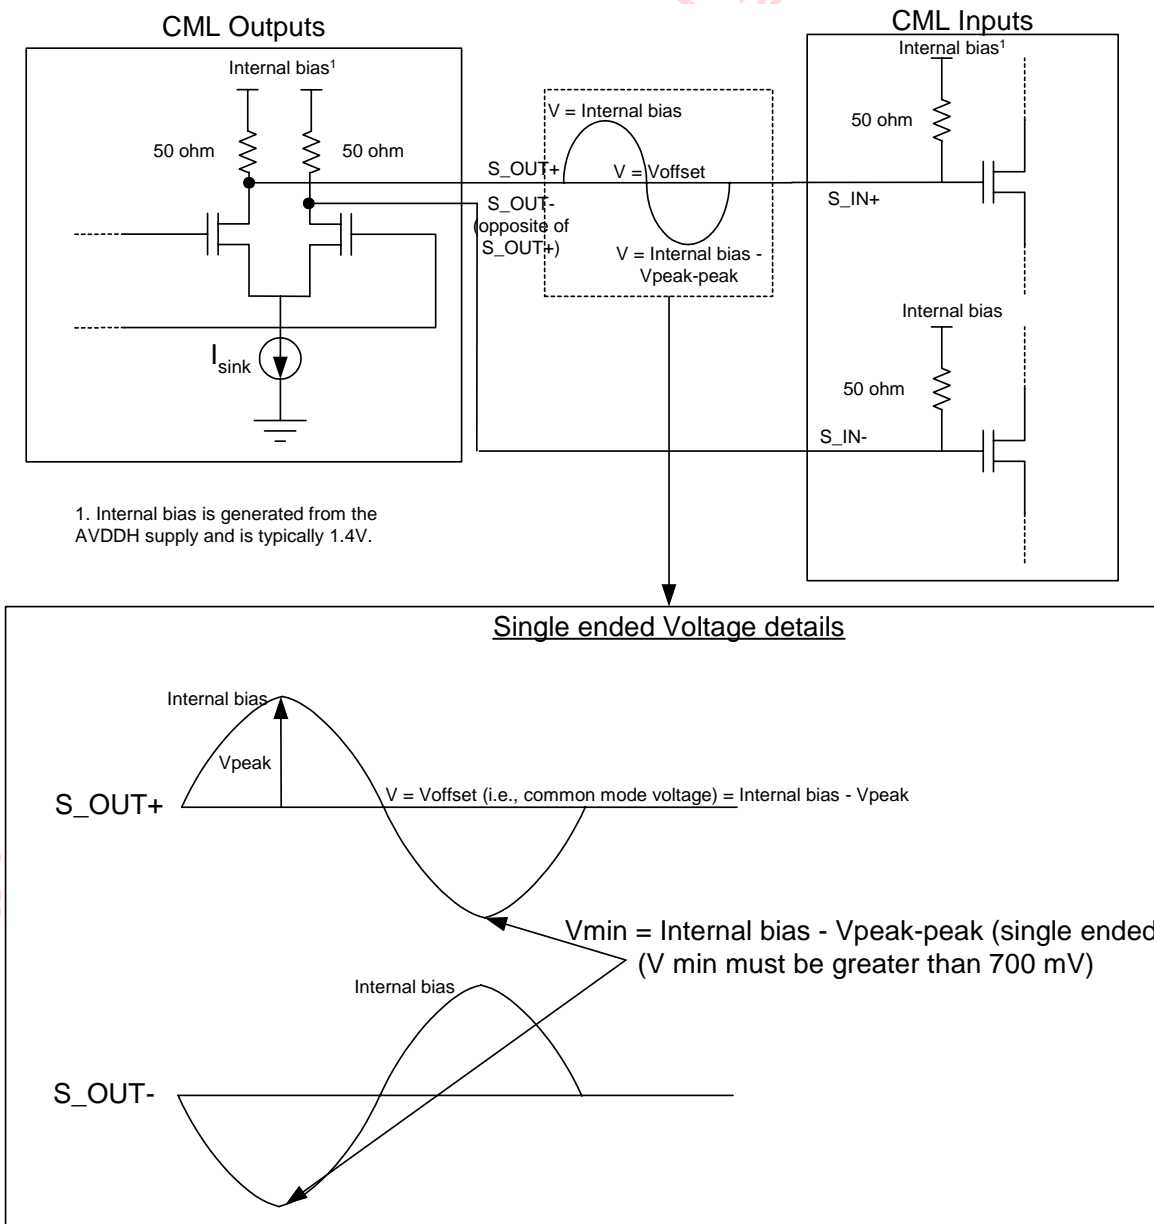 CML Outputs
Internal bias1
50 ohm
50 ohm
Isink
1. Internal bias is generated from the
AVDDH supply and is typically 1.4V.
S_OUT+
S_OUT-
(opposite of
S_OUT+)
V = Internal bias
V = Voffset
V = Internal bias -
Vpeak-peak
CML Inputs
Internal bias1
50 ohm
S_IN+
Internal bias
50 ohm
S_IN-
Single ended Voltage details
Internal bias
Vpeak
S_OUT+
V = Voffset (i.e., common mode voltage) = Internal bias - Vpeak
Vmin = Internal bias - Vpeak-peak (single ended
(V min must be greater than 700 mV)
Internal bias
S_OUT-